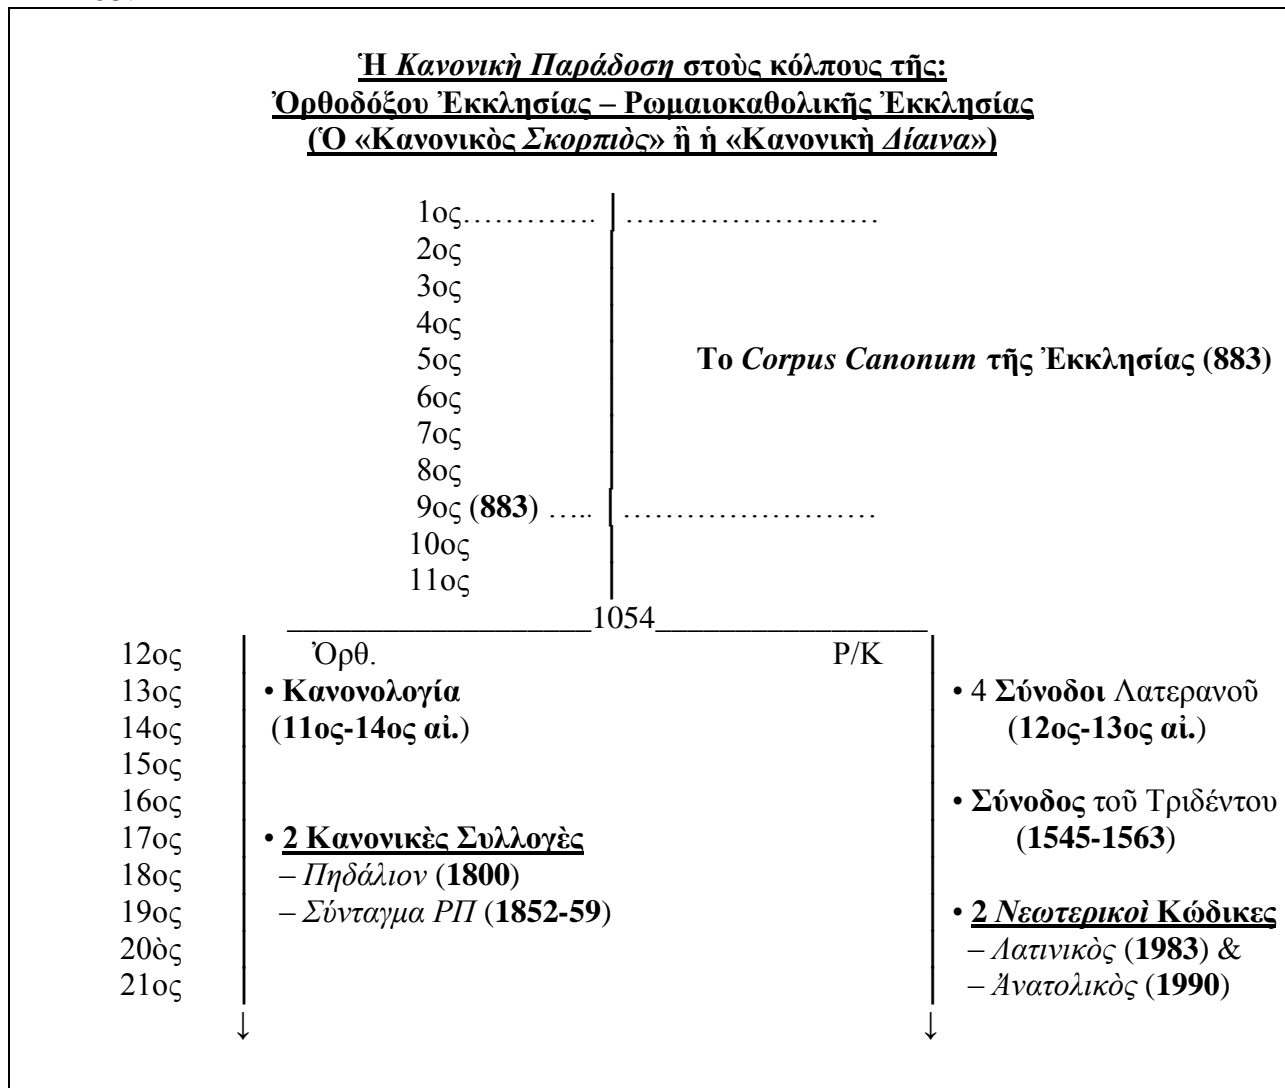 Ἡ Κανονικὴ Παράδοση στοὺς κόλπους τῆς:
Ὀρθοδόξου Ἐκκλησίας – Ρωμαιοκαθολικῆς Ἐκκλησίας
(Ὁ «Κανονικὸς Σκορπιὸς» ἢ ἡ «Κανονικὴ Δίαινα»)
1ος…………. ……………………
2ος
3ος
4ος
5ος Το Corpus Canonum τῆς Ἐκκλησίας (883)
6ος
7ος
8ος
9ος (883) ….. ……………………
10ος
11ος
1054
12ος Ὀρθ. Ρ/Κ
13ος • Κανονολογία • 4 Σύνοδοι Λατερανοῦ
14ος (11ος-14ος αἰ.) (12ος-13ος αἰ.)
15ος
16ος • Σύνοδος τοῦ Τριδέντου
17ος • 2 Κανονικὲς Συλλογὲς (1545-1563)
18ος – Πηδάλιον (1800)
19ος – Σύνταγμα ΡΠ (1852-59) • 2 Νεωτερικοὶ Κώδικες
20ὸς – Λατινικὸς (1983) &
21ος – Ἀνατολικὸς (1990)
↓ ↓